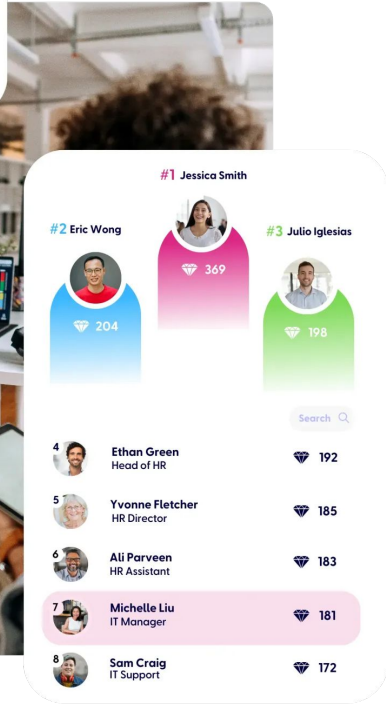 #1 Jessica Smith
#2 Eric Wong
#3 Julio Iglesias
369
204
198
Search
4
Ethan Green
192
Head of HR
5
Yvonne Fletcher
185
HR Director
6
Ali Parveen
183
HR Assistant
7
Michelle Liu
181
IT Manager
8
Sam Craig
172
IT Support